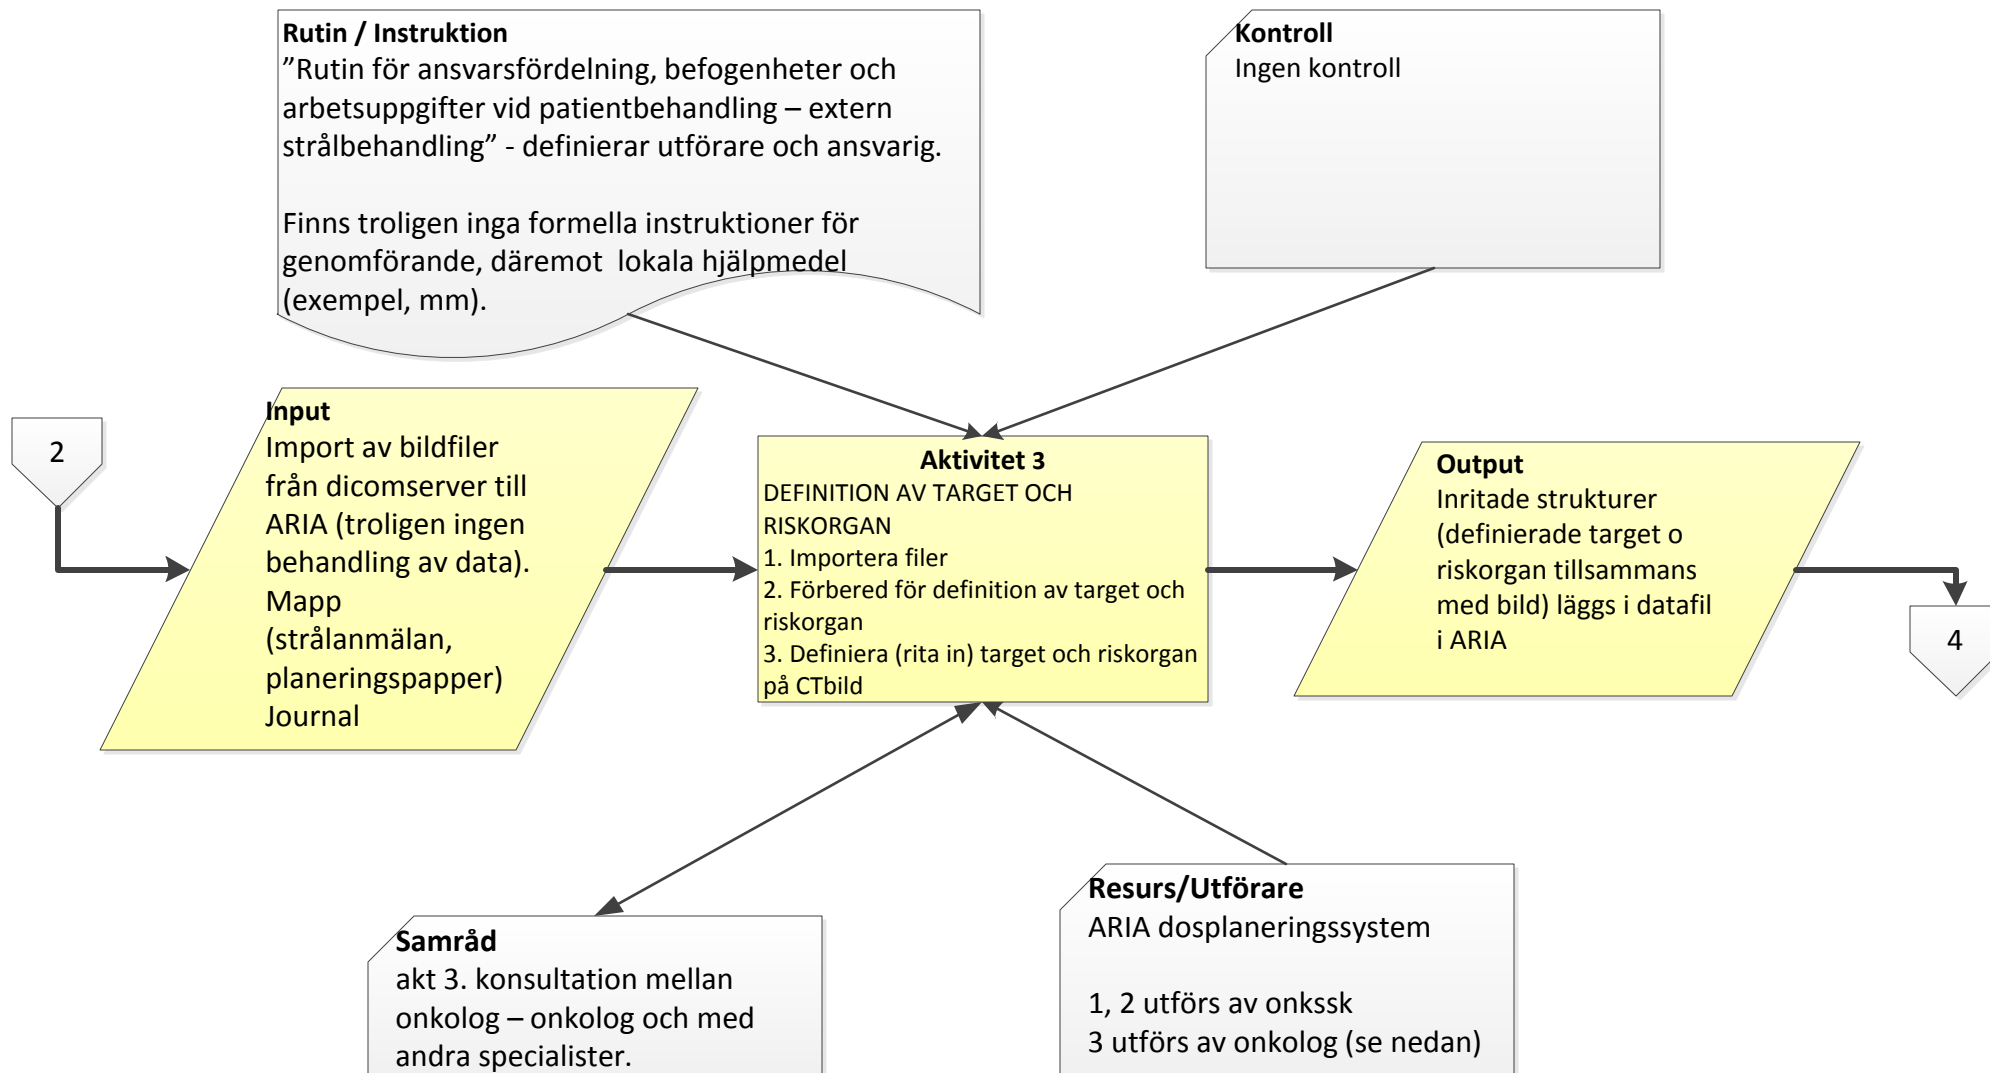 Rutin / Instruktion
”Rutin för ansvarsfördelning, befogenheter och
arbetsuppgifter vid patientbehandling – extern
strålbehandling” - definierar utförare och ansvarig.
Finns troligen inga formella instruktioner för
genomförande, däremot  lokala hjälpmedel
(exempel, mm).
Kontroll
Ingen kontroll
2
Input
Import av bildfiler
från dicomserver till
ARIA (troligen ingen
behandling av data).
Mapp
(strålanmälan,
planeringspapper)
Journal
Aktivitet 3
DEFINITION AV TARGET OCH
RISKORGAN
1. Importera filer
2. Förbered för definition av target och
riskorgan
3. Definiera (rita in) target och riskorgan
på CTbild
Output
Inritade strukturer
(definierade target o
riskorgan tillsammans
med bild) läggs i datafil
i ARIA
4
Samråd
akt 3. konsultation mellan
onkolog – onkolog och med
andra specialister.
Resurs/Utförare
ARIA dosplaneringssystem
1, 2 utförs av onkssk
3 utförs av onkolog (se nedan)